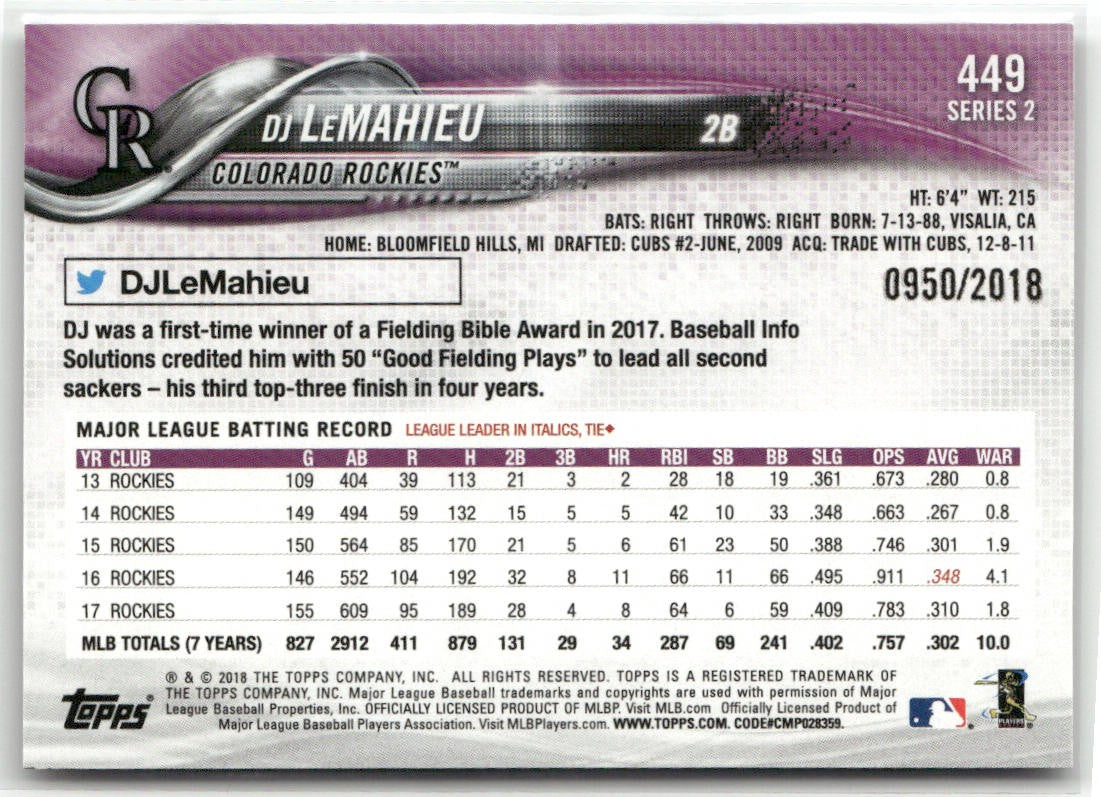 CR
449
SERIES 2
DJ LEMAHIEU 2B
COLORADO ROCKIES™
HT: 6'4" WT: 215
BATS: RIGHT THROWS: RIGHT BORN: 7-13-88, VISALIA, CA
HOME: BLOOMFIELD HILLS, MI DRAFTED: CUBS #2-JUNE, 2009 ACQ: TRADE WITH CUBS, 12-8-11
DJLeMahieu
0950/2018
DJ was a first-time winner of a Fielding Bible Award in 2017. Baseball Info
Solutions credited him with 50 “Good Fielding Plays” to lead all second
sackers – his third top-three finish in four years.
MAJOR LEAGUE BATTING RECORD LEAGUE LEADER IN ITALICS, TIE◆
YR CLUB G AB R H 2B 3B HR RBI SB BB SLG OPS AVG WAR
13 ROCKIES 109 404 39 113 21 3 2 28 18 19 .361 .673 .280 0.8
14 ROCKIES 149 494 59 132 15 5 5 42 10 33 .348 .663 .267 0.8
15 ROCKIES 150 564 85 170 21 5 6 61 23 50 .388 .746 .301 1.9
16 ROCKIES 146 552 104 192 32 8 11 66 11 66 .495 .911 .348 4.1
17 ROCKIES 155 609 95 189 28 4 8 64 6 59 .409 .783 .310 1.8
MLB TOTALS (7 YEARS) 827 2912 411 879 131 29 34 287 69 241 .402 .757 .302 10.0
® & © 2018 THE TOPPS COMPANY, INC. ALL RIGHTS RESERVED. TOPPS IS A REGISTERED TRADEMARK OF
THE TOPPS COMPANY, INC. Major League Baseball trademarks and copyrights are used with permission of Major
League Baseball Properties, Inc. OFFICIALLY LICENSED PRODUCT OF MLBP. Visit MLB.com Officially Licensed Product of
Major League Baseball Players Association. Visit MLBPlayers.com. WWW.TOPPS.COM. CODE#CMP028359.
Topps®
PLAYERS